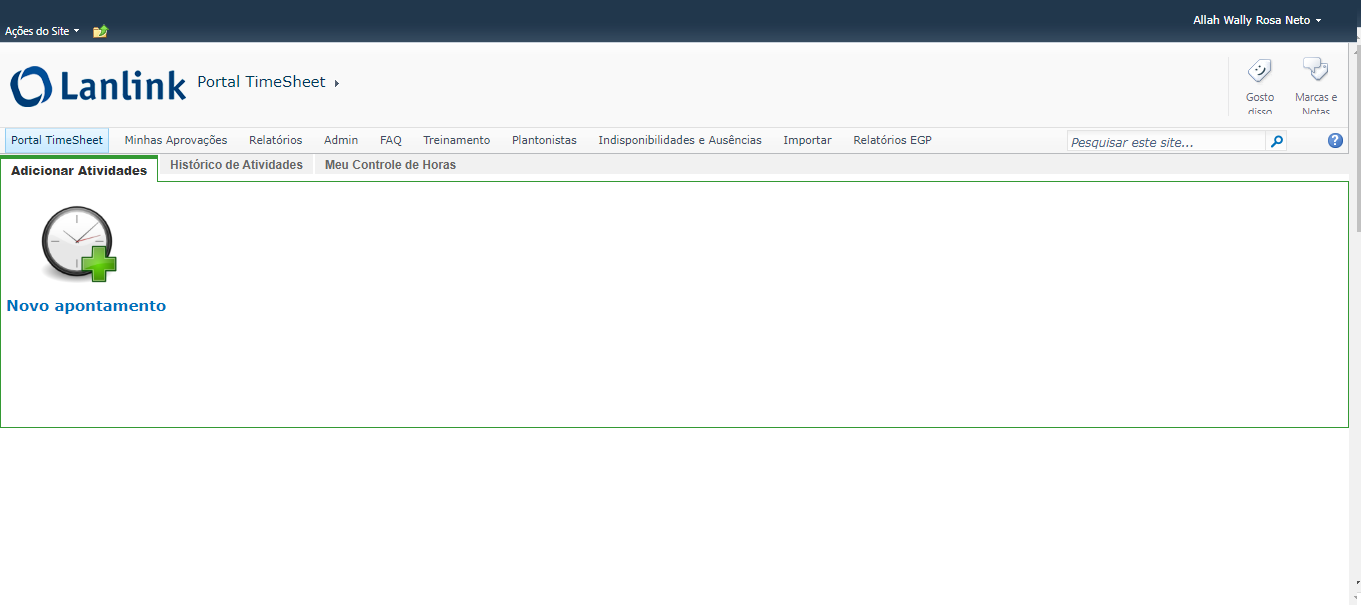 Allah Wally Rosa Neto
Ações do Site
Lanlink
Portal TimeSheet
Gosto disso
Marcas e Notas
Portal TimeSheet Minhas Aprovações Relatórios Admin FAQ Treinamento Plantonistas Indisponibilidades e Ausências Importar Relatórios EGP
Pesquisar este site...
?
Adicionar Atividades Histórico de Atividades Meu Controle de Horas
Novo apontamento